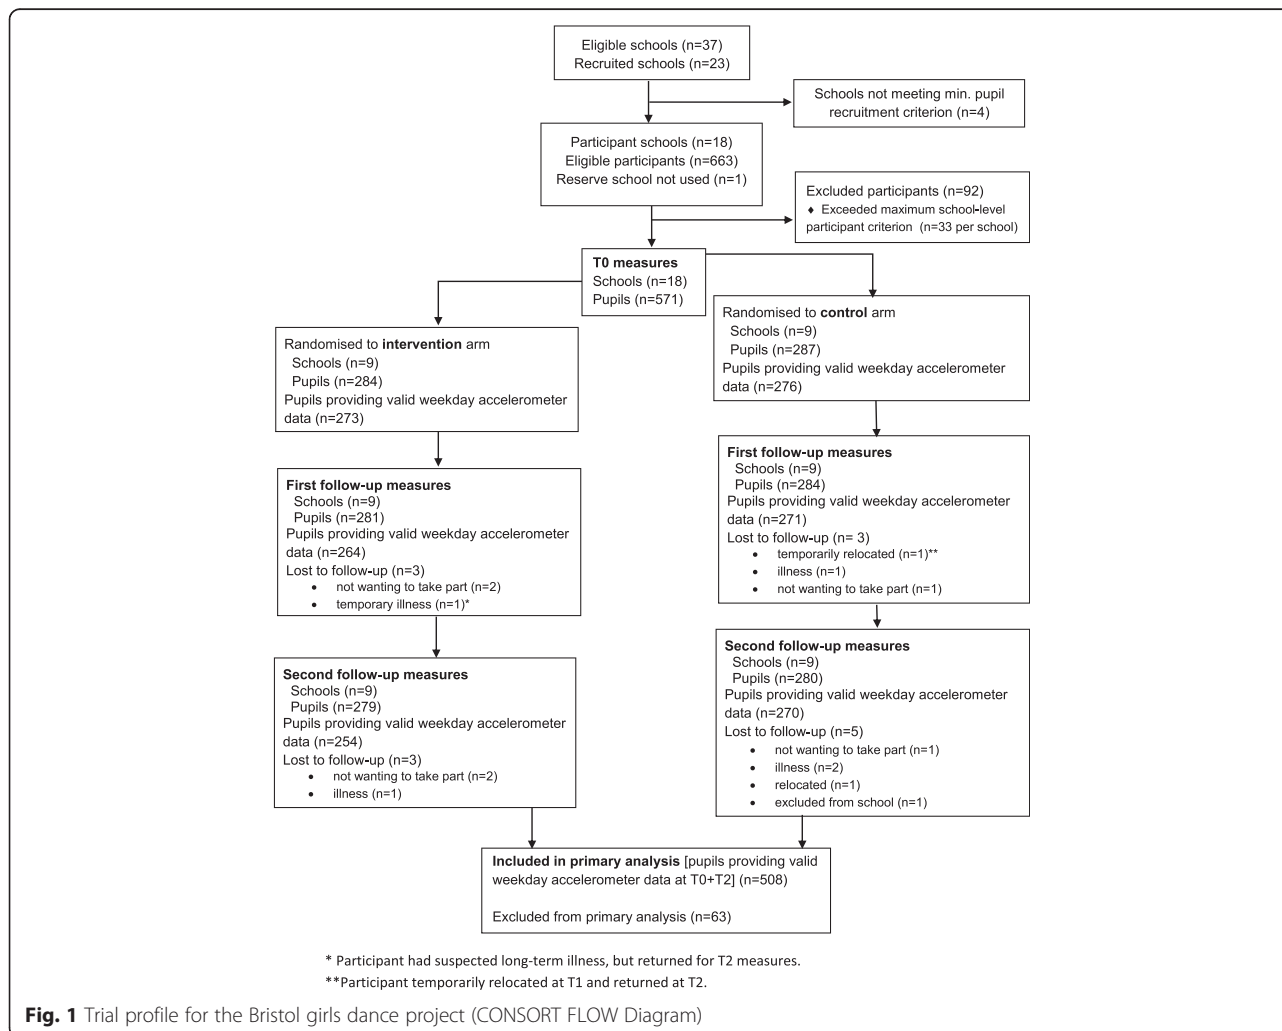 Eligible schools (n=37)
Recruited schools (n=23)
Schools not meeting min. pupil
recruitment criterion (n=4)
Participant schools (n=18)
Eligible participants (n=663)
Reserve school not used (n=1)
Excluded participants (n=92)
♦ Exceeded maximum school-level
participant criterion (n=33 per school)
T0 measures
Schools (n=18)
Pupils (n=571)
Randomised to intervention arm
Schools (n=9)
Pupils (n=284)
Pupils providing valid weekday accelerometer
data (n=273)
Randomised to control arm
Schools (n=9)
Pupils (n=287)
Pupils providing valid weekday accelerometer
data (n=276)
First follow-up measures
Schools (n=9)
Pupils (n=281)
Pupils providing valid weekday accelerometer
data (n=264)
Lost to follow-up (n=3)
• not wanting to take part (n=2)
• temporary illness (n=1)*
First follow-up measures
Schools (n=9)
Pupils (n=284)
Pupils providing valid weekday accelerometer
data (n=271)
Lost to follow-up (n= 3)
• temporarily relocated (n=1)**
• illness (n=1)
• not wanting to take part (n=1)
Second follow-up measures
Schools (n=9)
Pupils (n=279)
Pupils providing valid weekday accelerometer
data (n=254)
Lost to follow-up (n=3)
• not wanting to take part (n=2)
• illness (n=1)
Second follow-up measures
Schools (n=9)
Pupils (n=280)
Pupils providing valid weekday accelerometer
data (n=270)
Lost to follow-up (n=5)
• not wanting to take part (n=1)
• illness (n=2)
• relocated (n=1)
• excluded from school (n=1)
Included in primary analysis [pupils providing valid
weekday accelerometer data at T0+T2] (n=508)
Excluded from primary analysis (n=63)
* Participant had suspected long-term illness, but returned for T2 measures.
**Participant temporarily relocated at T1 and returned at T2.
Fig. 1 Trial profile for the Bristol girls dance project (CONSORT FLOW Diagram)